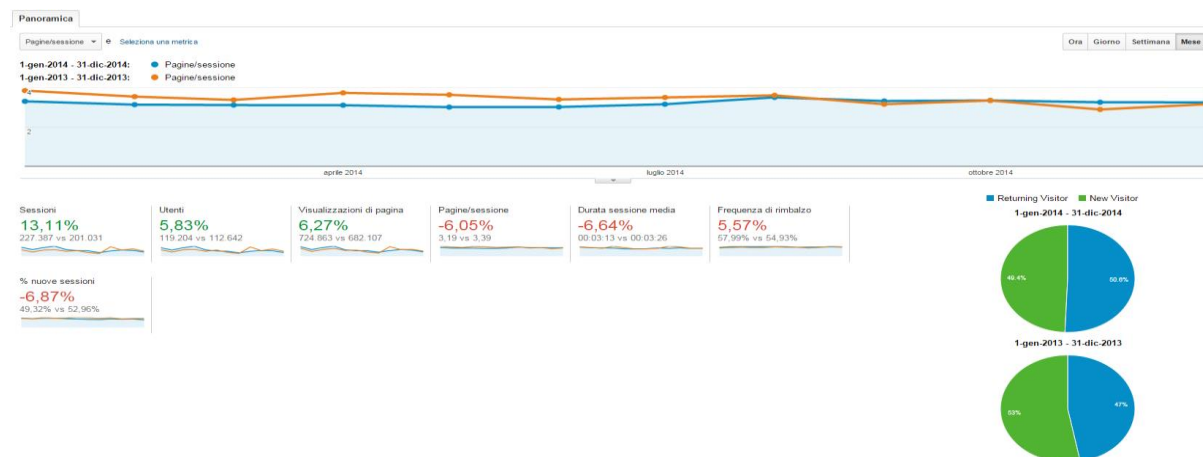 Panoramica
Pagine/sessione e Seleziona una metrica
Ora Giorno Settimana Mese
1-gen-2014 - 31-dic-2014: Pagine/sessione
1-gen-2013 - 31-dic-2013: Pagine/sessione
4
2
aprile 2014 luglio 2014 ottobre 2014
Sessioni
13,11%
227.387 vs 201.031
Utenti
5,83%
119.204 vs 112.642
Visualizzazioni di pagina
6,27%
724.863 vs 682.107
Pagine/sessione
-6,05%
3,19 vs 3,39
Durata sessione media
-6,64%
00:03:13 vs 00:03:26
Frequenza di rimbalzo
5,57%
57,99% vs 54,93%
% nuove sessioni
-6,87%
49,32% vs 52,96%
Returning Visitor New Visitor
1-gen-2014 - 31-dic-2014
49.4% 50.6%
1-gen-2013 - 31-dic-2013
53% 47%